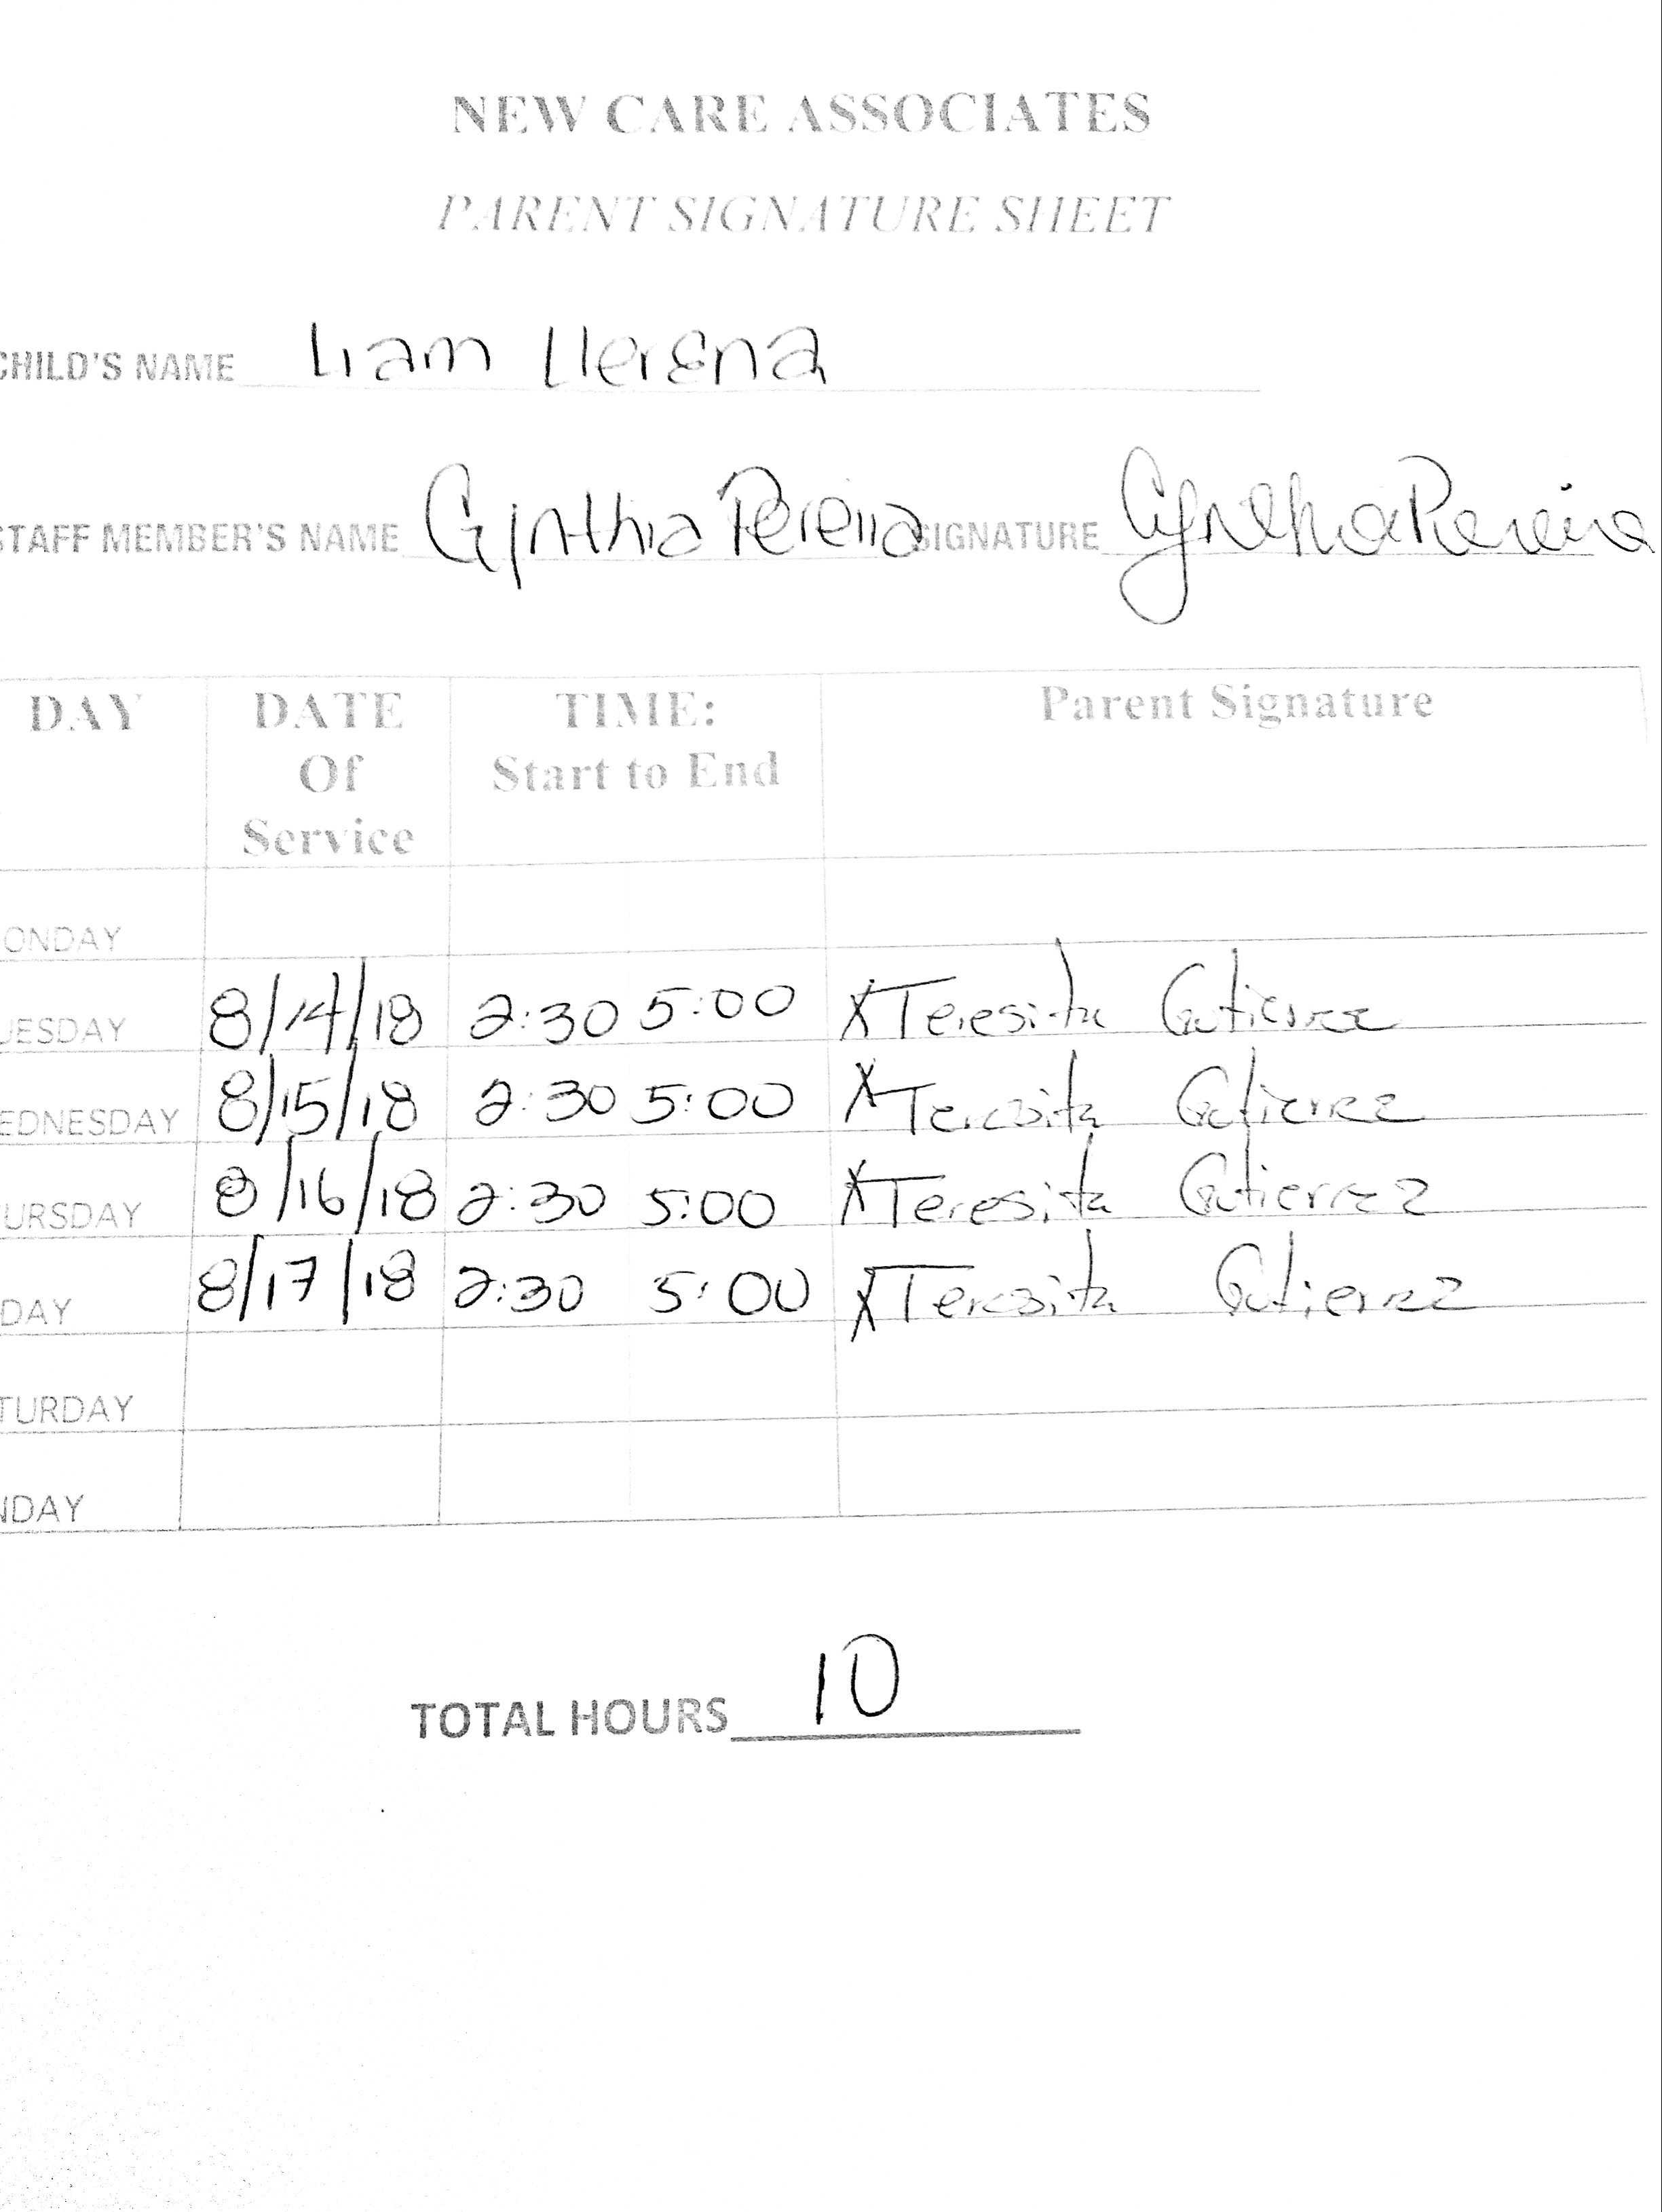 NEW CARE ASSOCIATES
PARENT SIGNATURE SHEET
CHILD'S NAME Liam Llerena
STAFF MEMBER'S NAME Cynthia Pereira SIGNATURE Cynthia Pereira
DAY DATE Of Service TIME: Start to End Parent Signature
ONDAY
UESDAY 8/14/18 2:30 5:00 X Teresita Gutierrez
EDNESDAY 8/15/18 2:30 5:00 X Teresita Gutierrez
URSDAY 8/16/18 2:30 5:00 X Teresita Gutierrez
DAY 8/17/18 2:30 5:00 X Teresita Gutierrez
TURDAY
NDAY
TOTAL HOURS 10